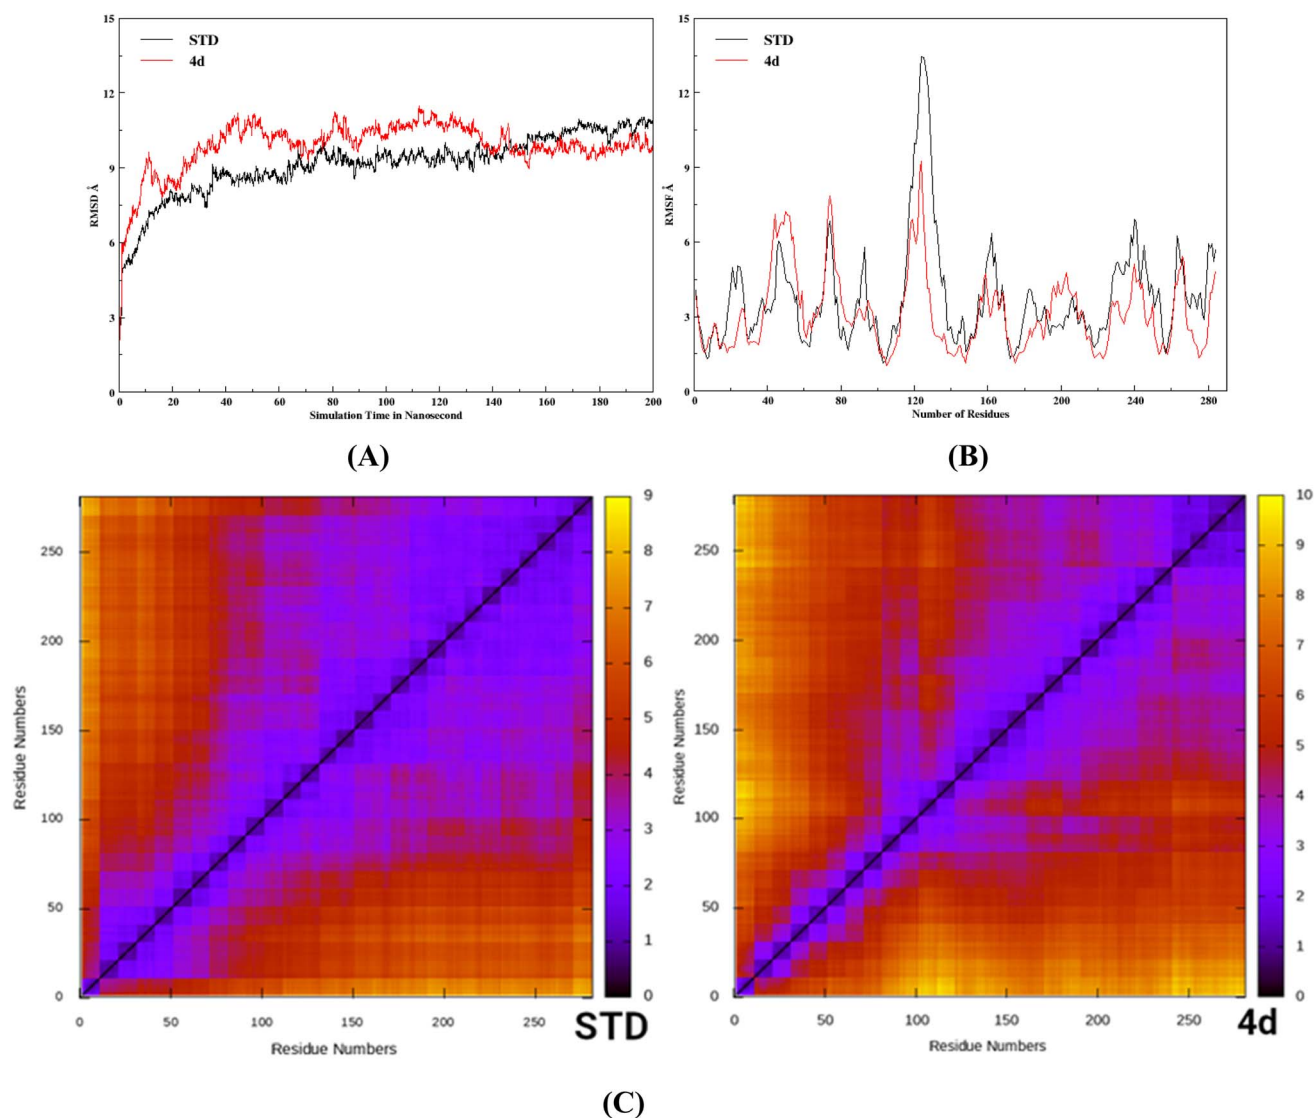 15
12
9
6
3
0
RMSD Å
STD
4d
0 20 40 60 80 100 120 140 160 180 200
Simulation Time in Nanosecond
(A)
15
12
9
6
3
0
RMSF Å
STD
4d
0 40 80 120 160 200 240 280
Number of Residues
(B)
250
200
150
100
50
0
Residue Numbers
0 50 100 150 200 250
Residue Numbers
9
8
7
6
5
4
3
2
1
0
STD
250
200
150
100
50
0
Residue Numbers
0 50 100 150 200 250
Residue Numbers
10
9
8
7
6
5
4
3
2
1
0
4d
(C)